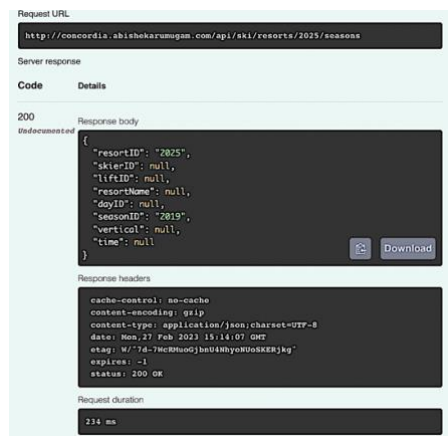 Request URL
http://concordia.abishekarumugam.com/api/ski/resorts/2025/seasons
Server response
Code Details
200
Undocumented
Response body
{
"resortID": "2025",
"skierID": null,
"liftID": null,
"resortName": null,
"dayID": null,
"seasonID": "2019",
"vertical": null,
"time": null
}
Download
Response headers
cache-control: no-cache
content-encoding: gzip
content-type: application/json;charset=UTF-8
date: Mon,27 Feb 2023 15:14:07 GMT
etag:
expires: -1
status: 200 OK
Request duration
234 ms